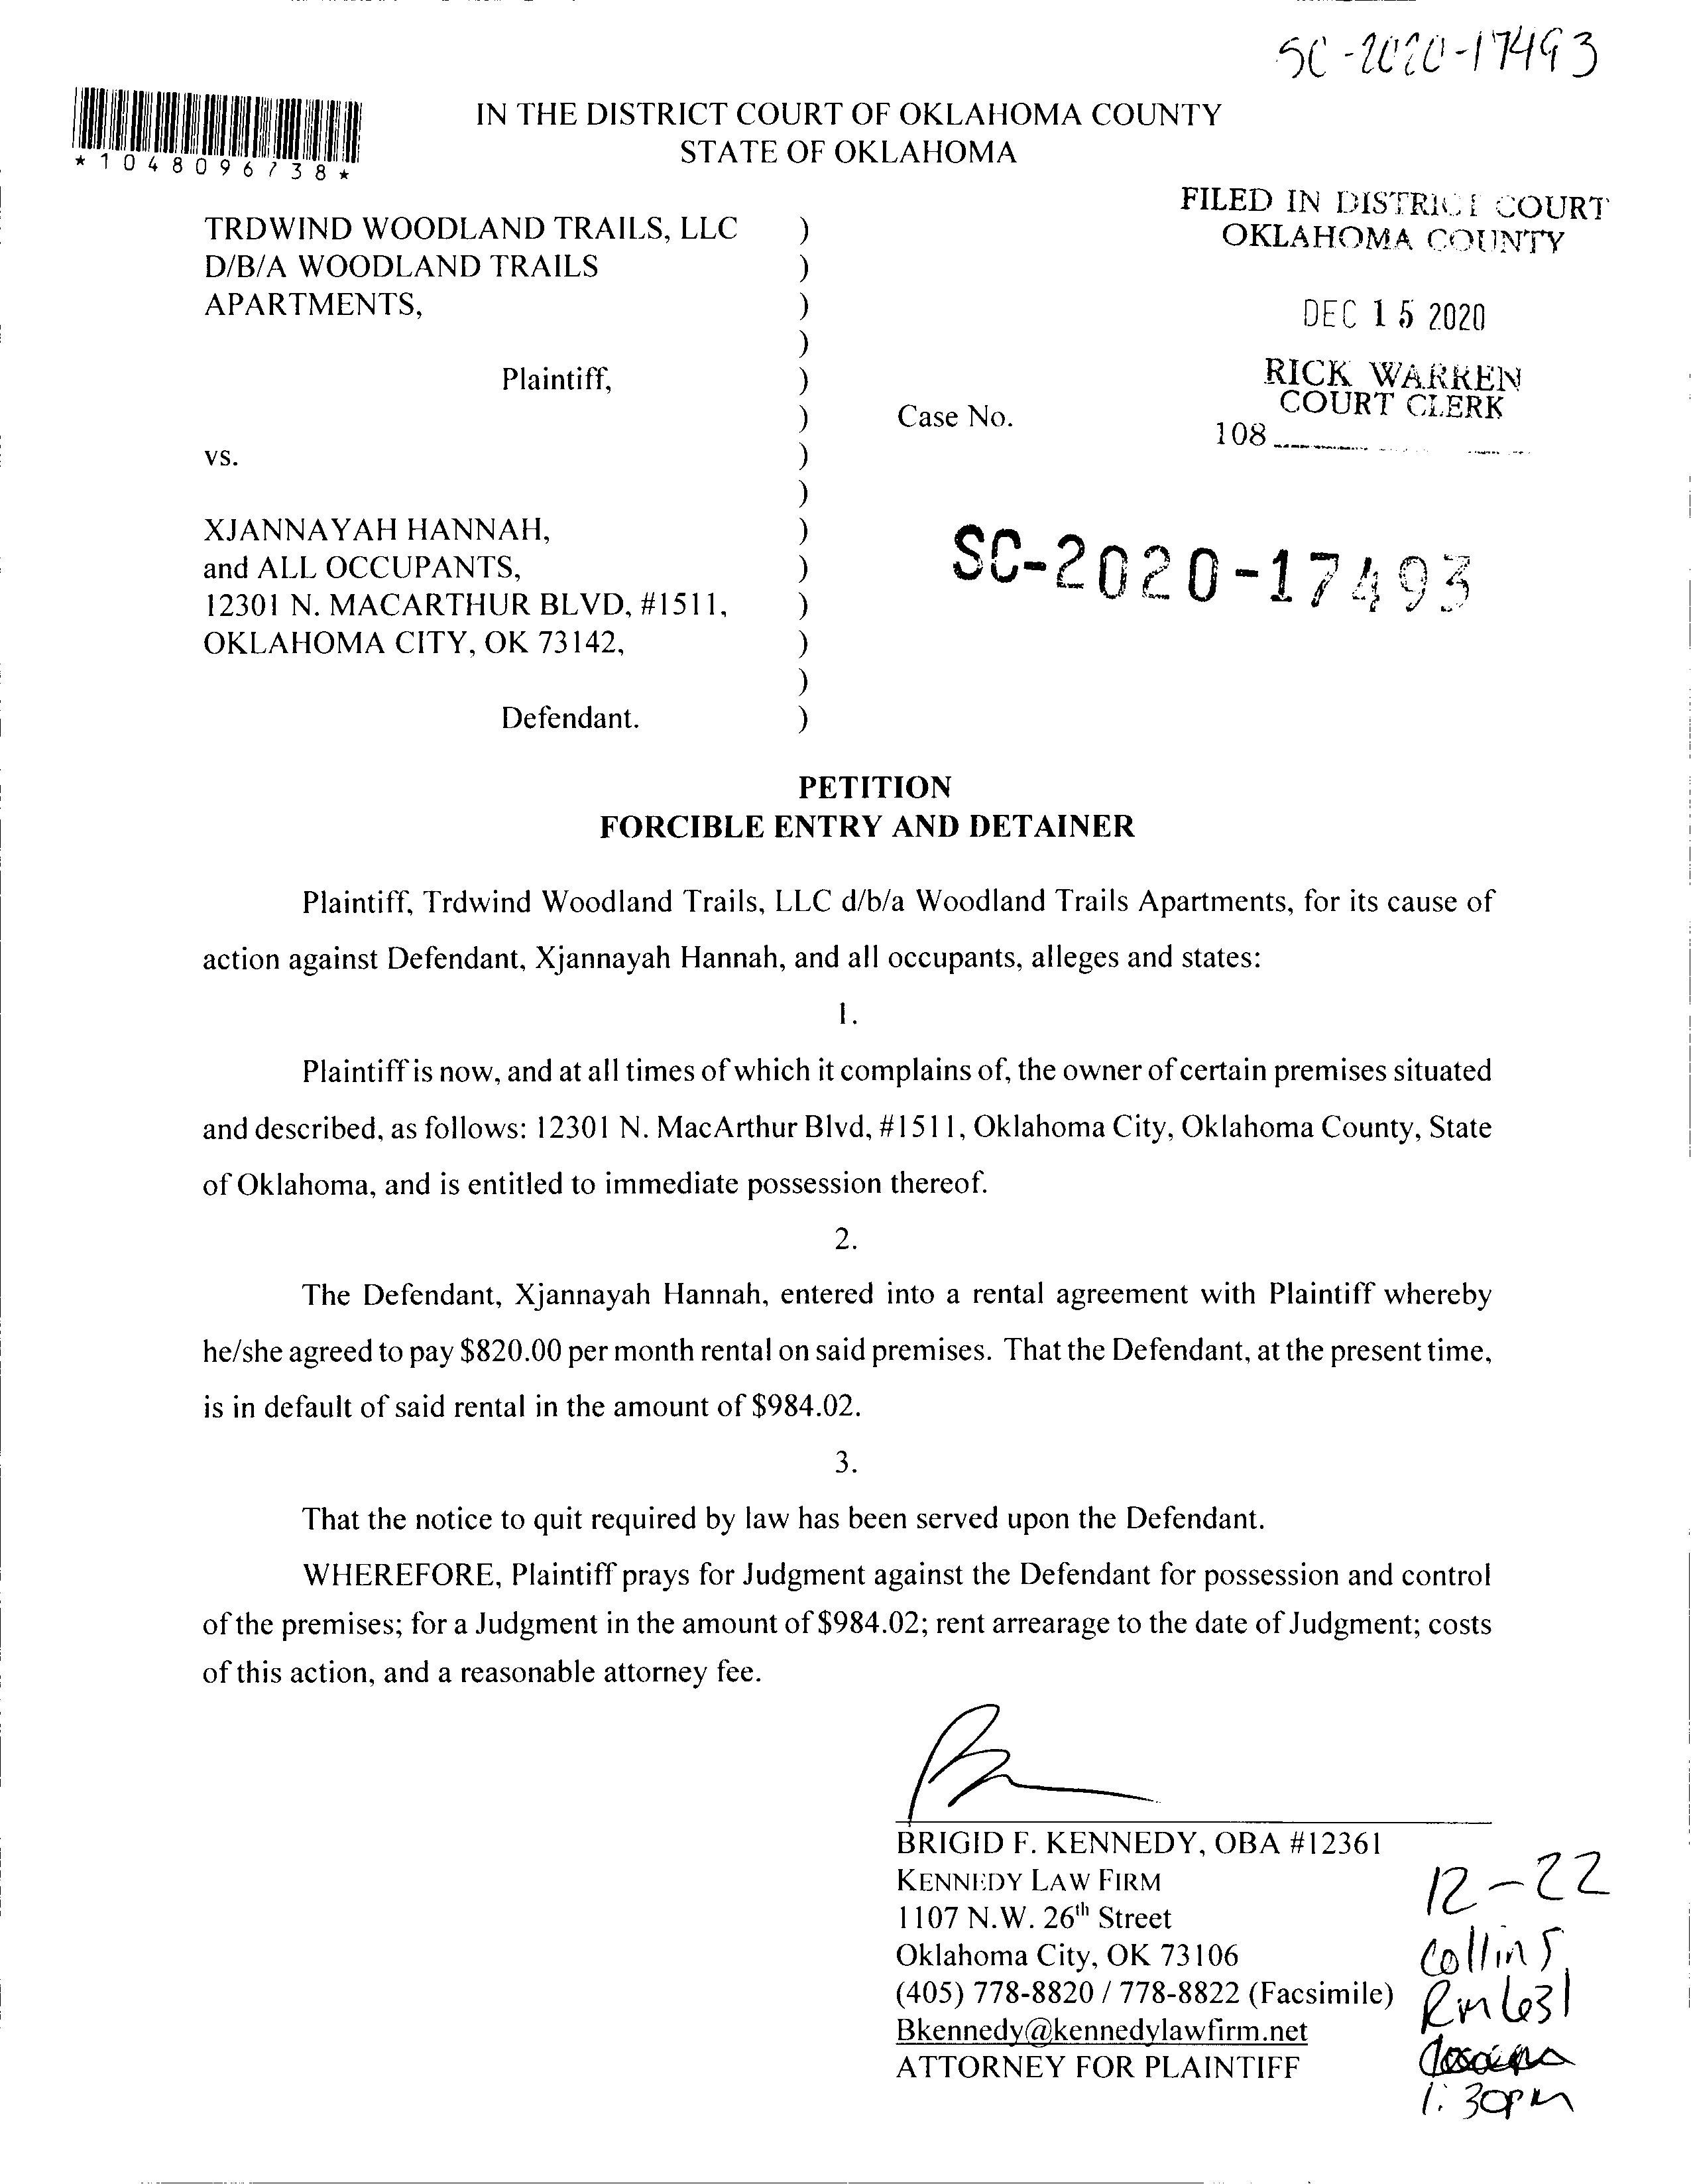 SC-2020-17493
*1048096738*
IN THE DISTRICT COURT OF OKLAHOMA COUNTY
STATE OF OKLAHOMA
FILED IN DISTRICT COURT
OKLAHOMA COUNTY
DEC 15 2020
RICK WARREN
COURT CLERK
108
TRDWIND WOODLAND TRAILS, LLC )
D/B/A WOODLAND TRAILS )
APARTMENTS, )
)
Plaintiff, )
) Case No.
vs. )
)
XJANNAYAH HANNAH, )
and ALL OCCUPANTS, )
12301 N. MACARTHUR BLVD, #1511, )
OKLAHOMA CITY, OK 73142, )
)
Defendant. )
SC-2020-17493
PETITION
FORCIBLE ENTRY AND DETAINER
Plaintiff, Trdwind Woodland Trails, LLC d/b/a Woodland Trails Apartments, for its cause of
action against Defendant, Xjannayah Hannah, and all occupants, alleges and states:
1.
Plaintiff is now, and at all times of which it complains of, the owner of certain premises situated
and described, as follows: 12301 N. MacArthur Blvd, #1511, Oklahoma City, Oklahoma County, State
of Oklahoma, and is entitled to immediate possession thereof.
2.
The Defendant, Xjannayah Hannah, entered into a rental agreement with Plaintiff whereby
he/she agreed to pay $820.00 per month rental on said premises. That the Defendant, at the present time,
is in default of said rental in the amount of $984.02.
3.
That the notice to quit required by law has been served upon the Defendant.
WHEREFORE, Plaintiff prays for Judgment against the Defendant for possession and control
of the premises; for a Judgment in the amount of $984.02; rent arrearage to the date of Judgment; costs
of this action, and a reasonable attorney fee.
BRIGID F. KENNEDY, OBA #12361
KENNEDY LAW FIRM
1107 N.W. 26th Street
Oklahoma City, OK 73106
(405) 778-8820 / 778-8822 (Facsimile)
Bkennedy@kennedylawfirm.net
ATTORNEY FOR PLAINTIFF
12-22
Collins
Rm 631
1:30pm